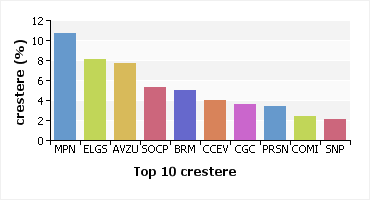 crestere (%)
12
10
8
6
4
2
0
MPN ELGS AVZU SOCP BRM CCEV CGC PRSN COMI SNP
Top 10 crestere